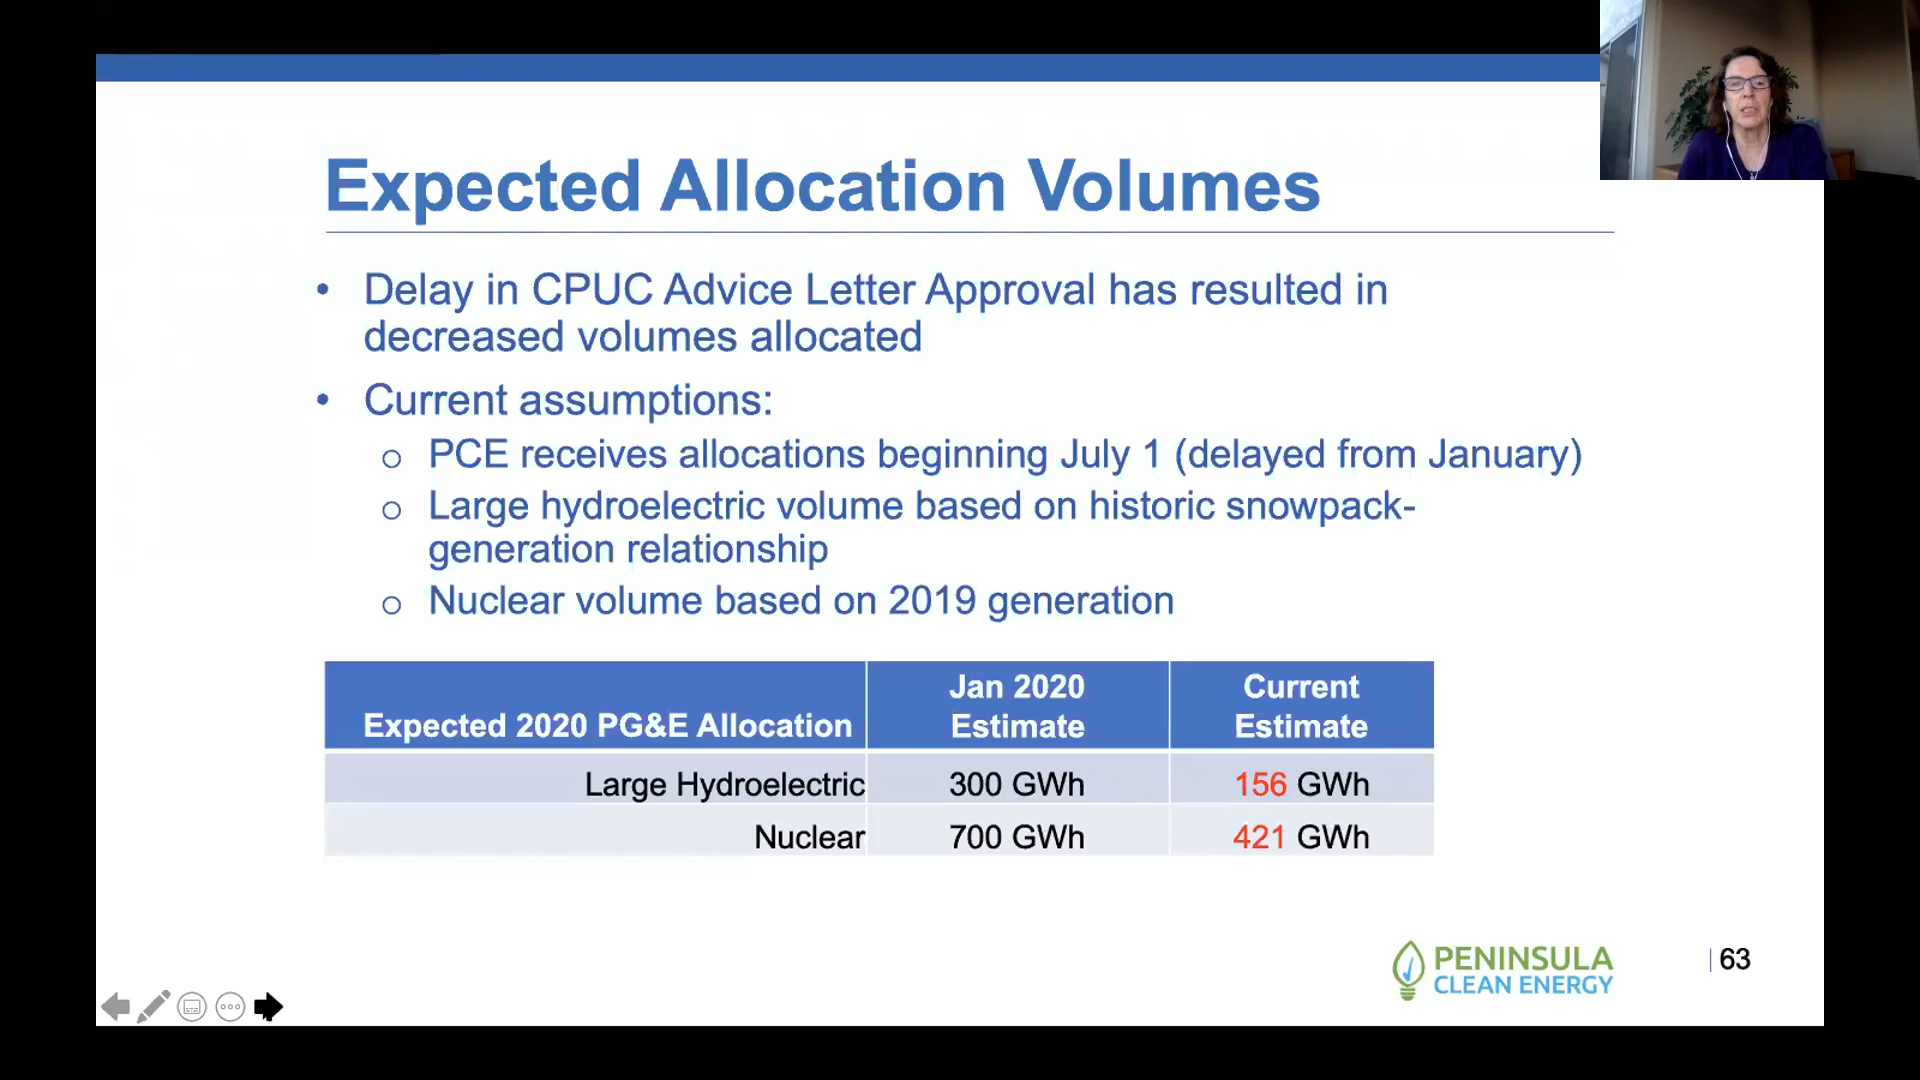 Expected Allocation Volumes
• Delay in CPUC Advice Letter Approval has resulted in
decreased volumes allocated
• Current assumptions:
o PCE receives allocations beginning July 1 (delayed from January)
o Large hydroelectric volume based on historic snowpack-
generation relationship
o Nuclear volume based on 2019 generation
Expected 2020 PG&E Allocation Jan 2020 Estimate Current Estimate
Large Hydroelectric 300 GWh 156 GWh
Nuclear 700 GWh 421 GWh
PENINSULA
CLEAN ENERGY
63